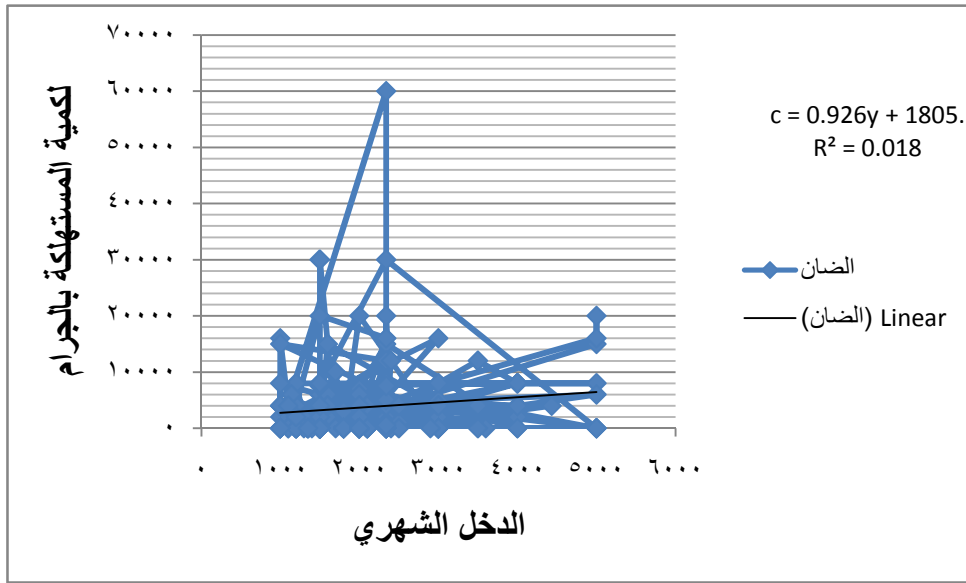 ٧٠٠٠٠
٦٠٠٠٠
٥٠٠٠٠
٤٠٠٠٠
٣٠٠٠٠
٢٠٠٠٠
١٠٠٠٠
٠
لكمية المستهلكة بالجرام
٠ ١٠٠٠ ٢٠٠٠ ٣٠٠٠ ٤٠٠٠ ٥٠٠٠ ٦٠٠٠
الدخل الشهري
c = 0.926y + 1805.
R² = 0.018
الضان
Linear (الضان)